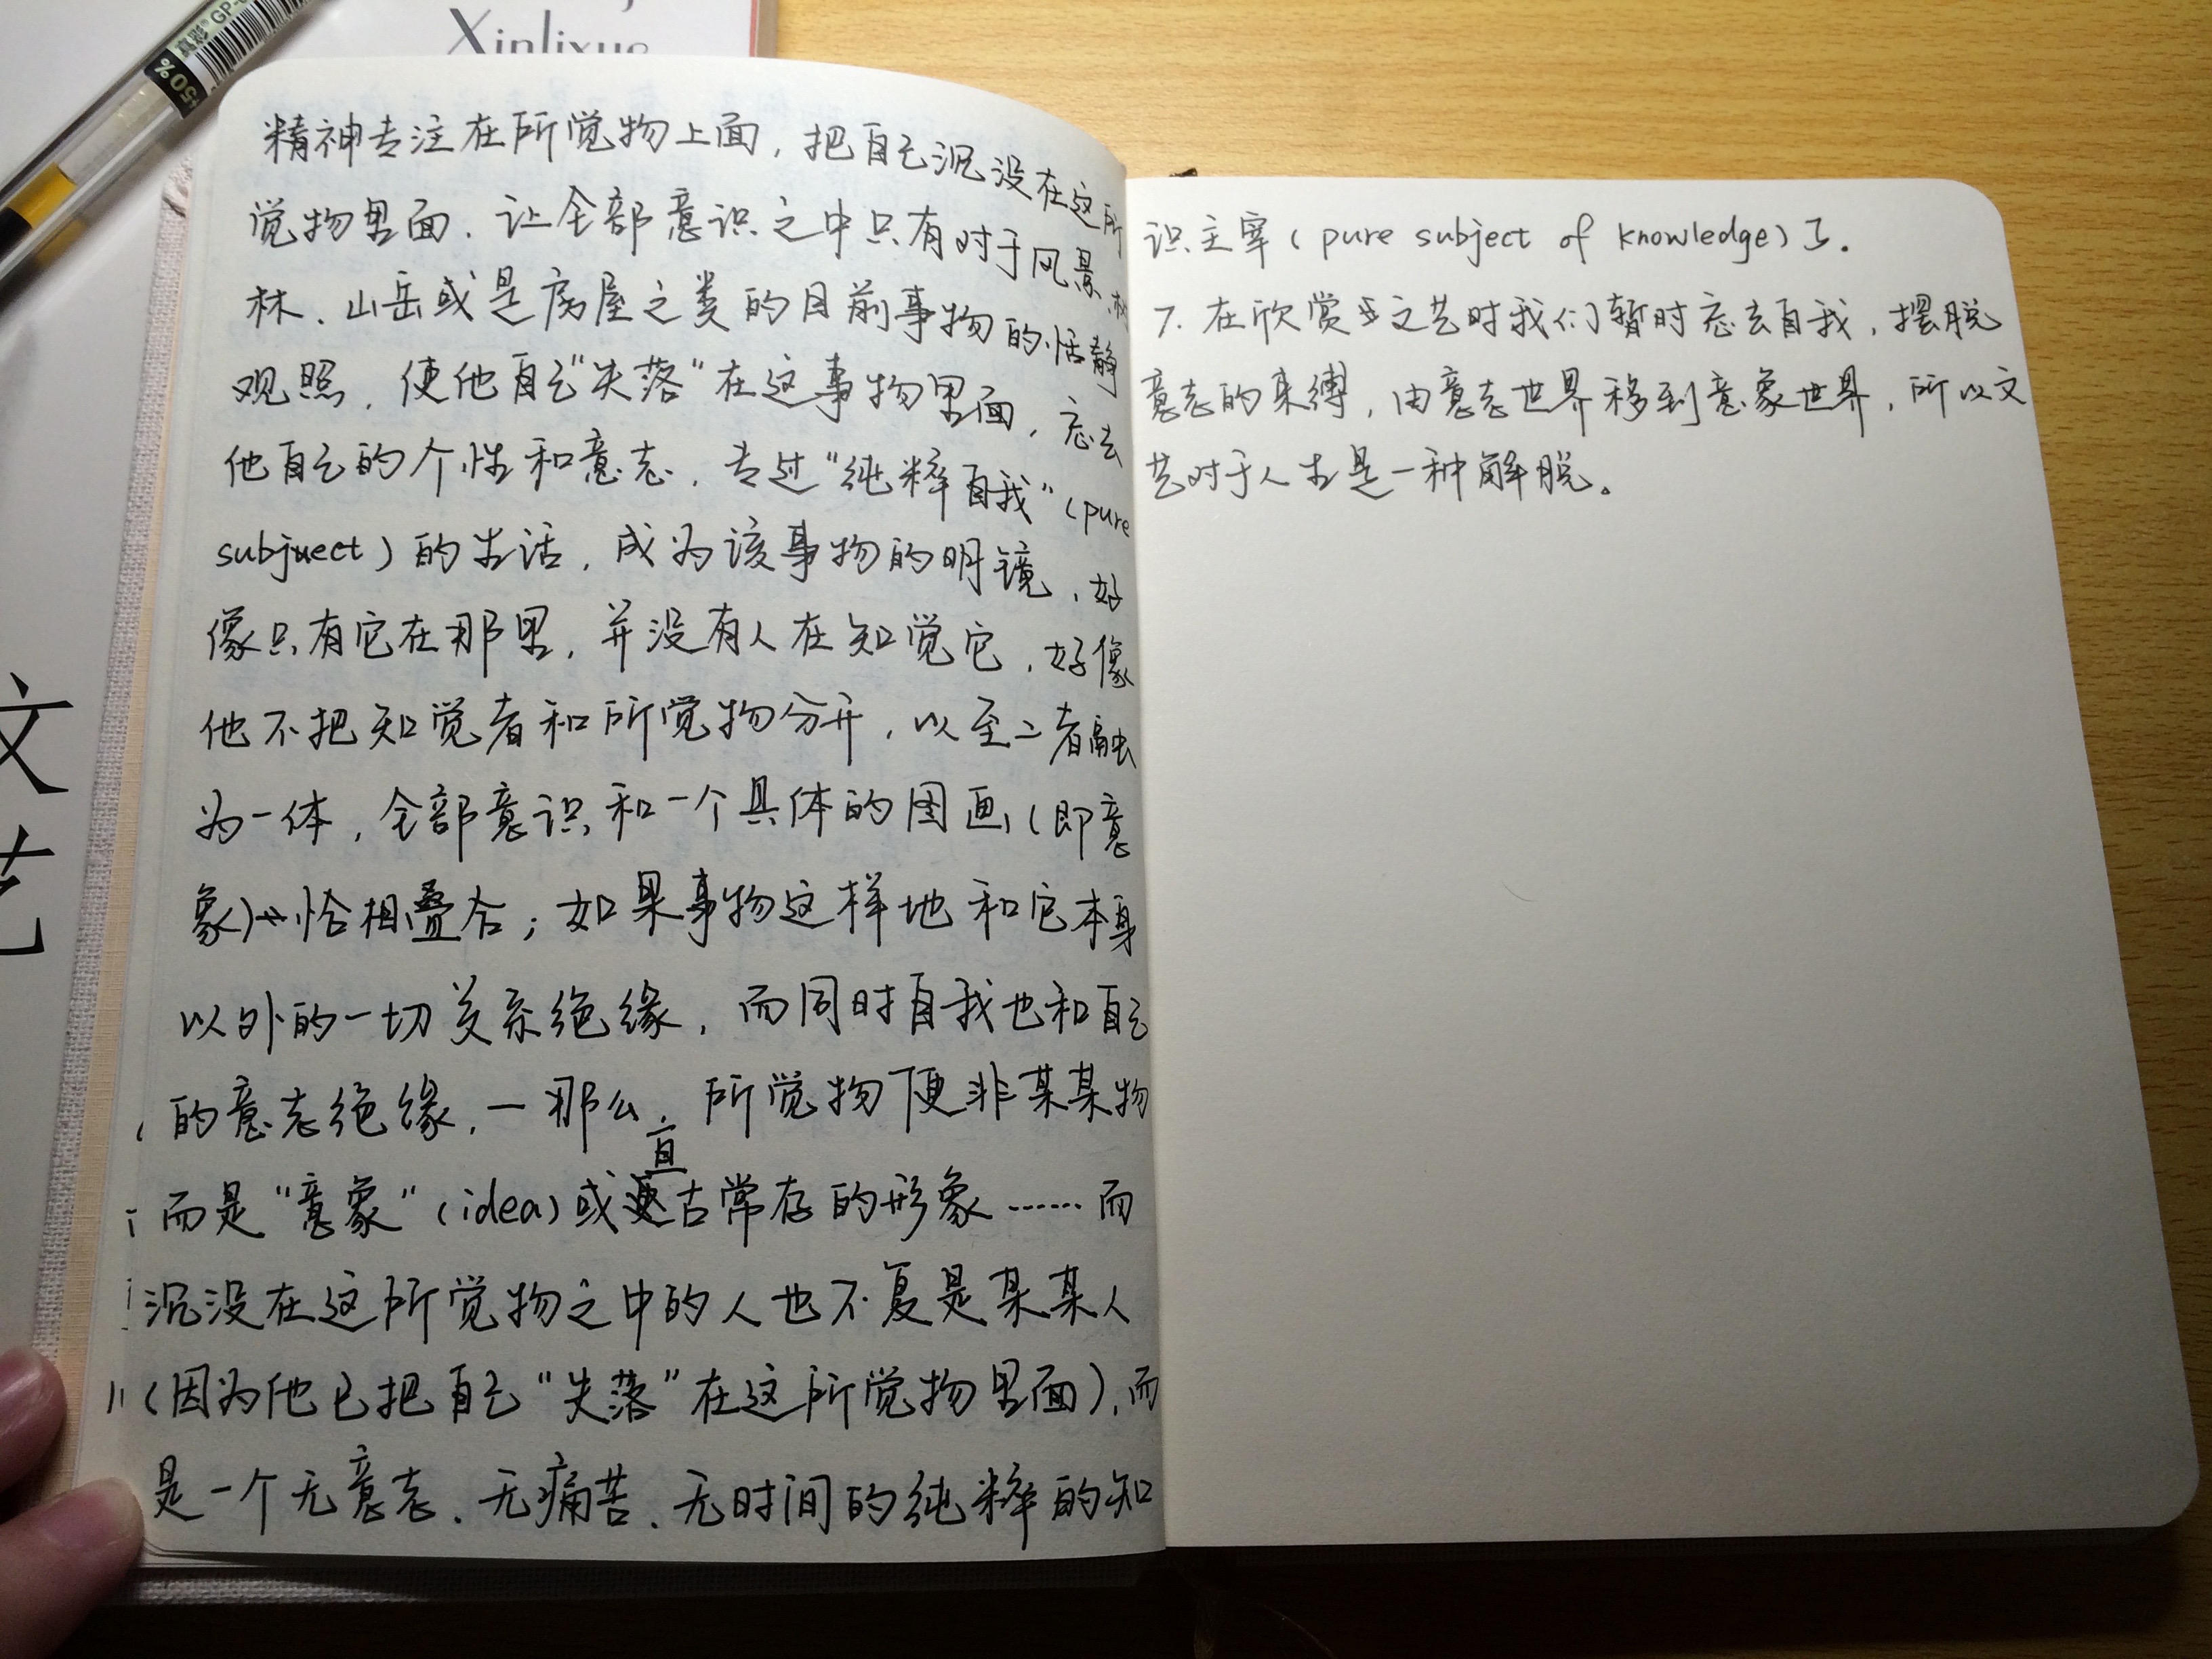 Xinlixue
真彩 GP-
+50%
文
艺
精神专注在所觉物上面，把自己沉没在这所
觉物里面．让全部意识之中只有对于风景、树
林、山岳或是房屋之类的目前事物的恬静
观照，使他自己“失落”在这事物里面，忘去
他自己的个性和意志．专过“纯粹自我”（pure
subjuect）的生活，成为该事物的明镜，好
像只有它在那里，并没有人在知觉它，好像
他不把知觉者和所觉物分开，以至二者融
为一体，全部意识和一个具体的图画（即意
象）恰相叠合；如果事物这样地和它本身
以外的一切关系绝缘，而同时自我也和自己
的意志绝缘，一那么，所觉物便非某某物
而是“意象”（idea）或亘古常存的形象……而
沉没在这所觉物之中的人也不复是某某人
（因为他已把自己“失落”在这所觉物里面），而
是一个无意志、无痛苦、无时间的纯粹的知
识主宰（pure subject of knowledge）了．
7. 在欣赏文艺时我们暂时忘去自我，摆脱
意志的束缚，由意志世界移到意象世界，所以文
艺对于人生是一种解脱。